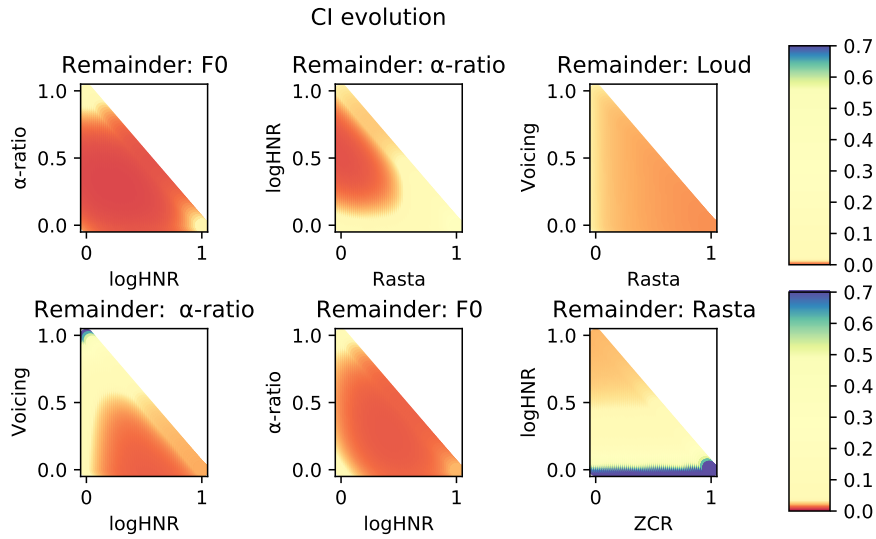 CI evolution
Remainder: F0
Remainder: α-ratio
Remainder: Loud
1.0
0.5
0.0
α-ratio
0
1
logHNR
1.0
0.5
0.0
logHNR
0
1
Rasta
1.0
0.5
0.0
Voicing
0
1
Rasta
0.7
0.6
0.5
0.4
0.3
0.2
0.1
0.0
Remainder: α-ratio
Remainder: F0
Remainder: Rasta
1.0
0.5
0.0
Voicing
0
1
logHNR
1.0
0.5
0.0
α-ratio
0
1
logHNR
1.0
0.5
0.0
logHNR
0
1
ZCR
0.7
0.6
0.5
0.4
0.3
0.2
0.1
0.0